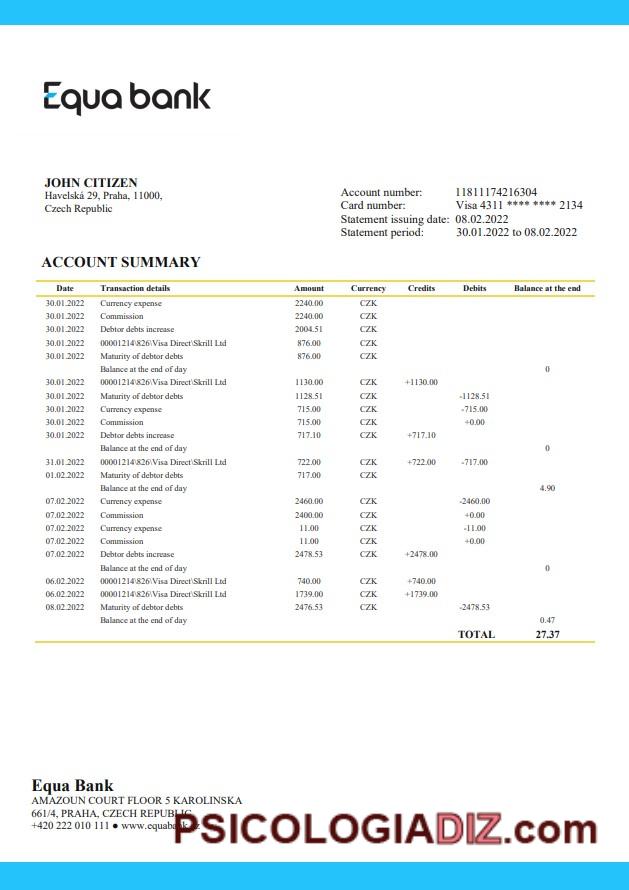 Equa bank
JOHN CITIZEN
Havelská 29, Praha, 11000,
Czech Republic
Account number: 11811174216304
Card number: Visa 4311 **** **** 2134
Statement issuing date: 08.02.2022
Statement period: 30.01.2022 to 08.02.2022
ACCOUNT SUMMARY
Date Transaction details Amount Currency Credits Debits Balance at the end
30.01.2022 Currency expense 2240.00 CZK
30.01.2022 Commission 2240.00 CZK
30.01.2022 Debtor debts increase 2004.51 CZK
30.01.2022 00001214\826\Visa Direct\Skrill Ltd 876.00 CZK
30.01.2022 Maturity of debtor debts 876.00 CZK
Balance at the end of day 0
30.01.2022 00001214\826\Visa Direct\Skrill Ltd 1130.00 CZK +1130.00
30.01.2022 Maturity of debtor debts 1128.51 CZK -1128.51
30.01.2022 Currency expense 715.00 CZK -715.00
30.01.2022 Commission 715.00 CZK +0.00
30.01.2022 Debtor debts increase 717.10 CZK +717.10
Balance at the end of day 0
31.01.2022 00001214\826\Visa Direct\Skrill Ltd 722.00 CZK +722.00 -717.00
01.02.2022 Maturity of debtor debts 717.00 CZK
Balance at the end of day 4.90
07.02.2022 Currency expense 2460.00 CZK -2460.00
07.02.2022 Commission 2400.00 CZK +0.00
07.02.2022 Currency expense 11.00 CZK -11.00
07.02.2022 Commission 11.00 CZK +0.00
07.02.2022 Debtor debts increase 2478.53 CZK +2478.00
Balance at the end of day 0
06.02.2022 00001214\826\Visa Direct\Skrill Ltd 740.00 CZK +740.00
06.02.2022 00001214\826\Visa Direct\Skrill Ltd 1739.00 CZK +1739.00
08.02.2022 Maturity of debtor debts 2476.53 CZK -2478.53
Balance at the end of day 0.47
TOTAL 27.37
Equa Bank
AMAZOUN COURT FLOOR 5 KAROLINSKA
661/4, PRAHA, CZECH REPUBLIC
+420 222 010 111 ● www.equabank.cz
PSICOLOGIADIZ.com